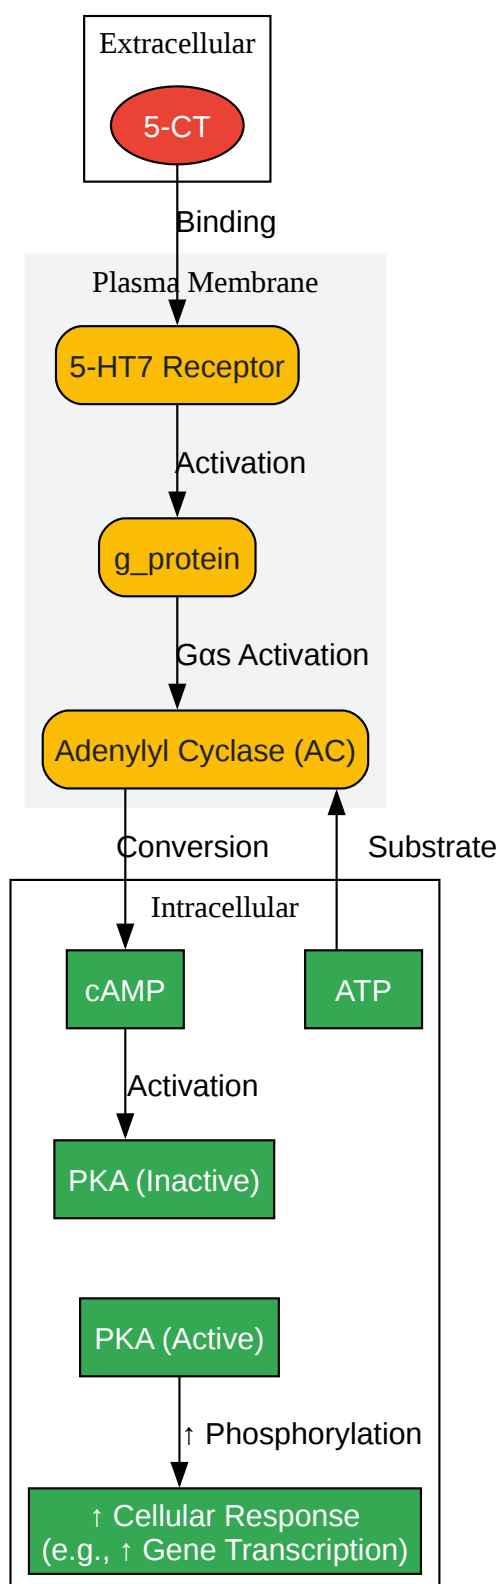 Extracellular
5-CT
Binding
Plasma Membrane
5-HT7 Receptor
Activation
g_protein
Gαs Activation
Adenylyl Cyclase (AC)
Conversion
Substrate
Intracellular
cAMP
ATP
Activation
PKA (Inactive)
PKA (Active)
↑ Phosphorylation
↑ Cellular Response
(e.g., ↑ Gene Transcription)